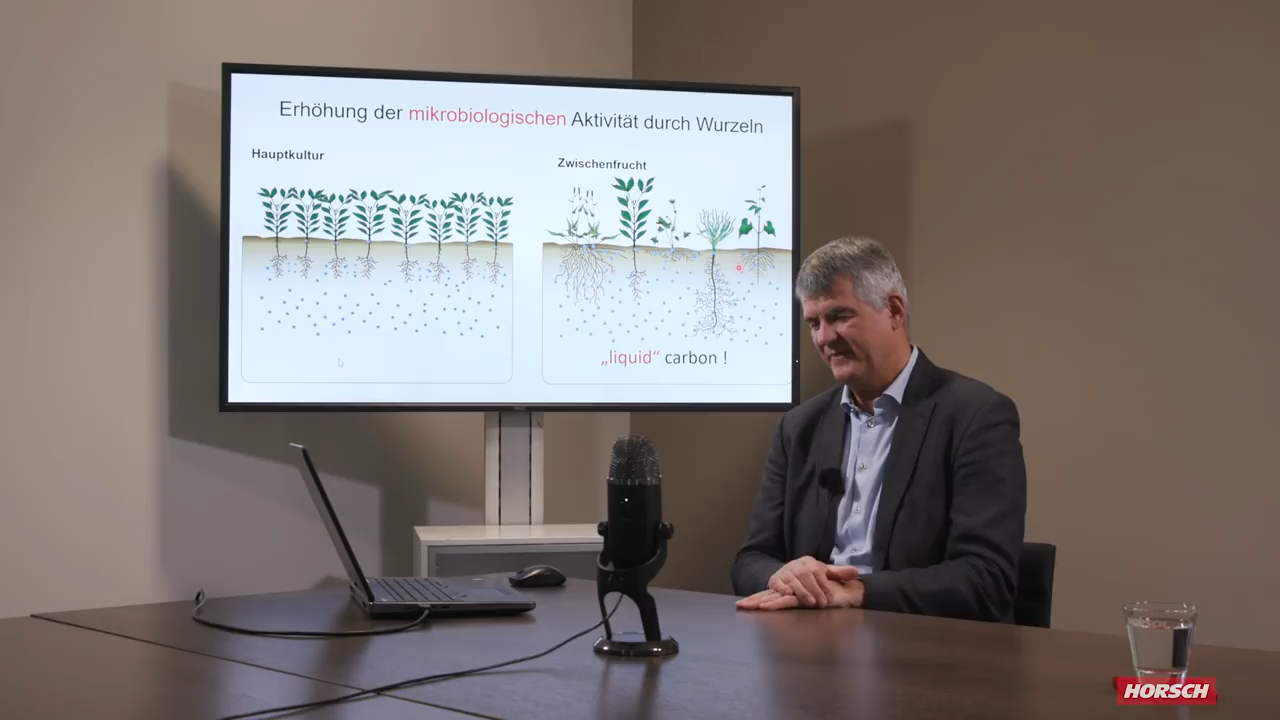 Erhöhung der mikrobiologischen Aktivität durch Wurzeln
Hauptkultur
Zwischenfrucht
„liquid“ carbon !
HORSCH